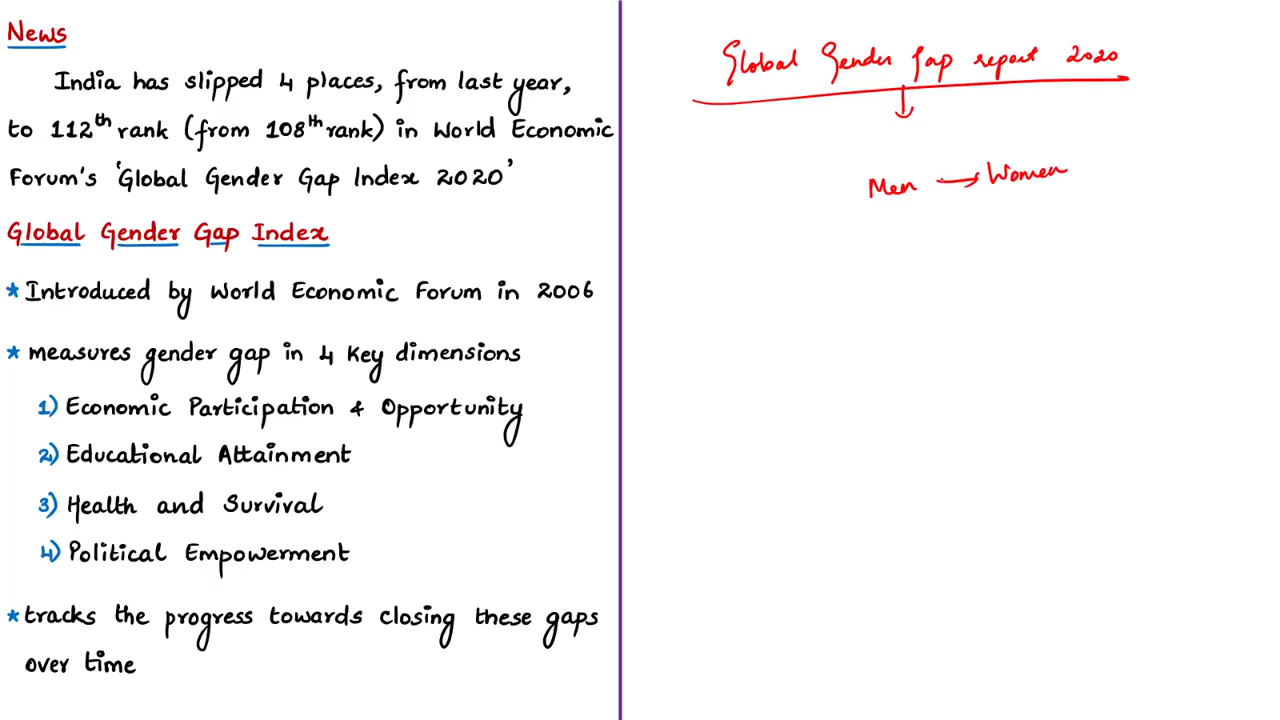 News
India has slipped 4 places, from last year,
to 112th rank (from 108th rank) in World Economic
Forum's 'Global Gender Gap Index 2020'
Global Gender Gap Index
* Introduced by World Economic Forum in 2006
* measures gender gap in 4 key dimensions
1) Economic Participation & Opportunity
2) Educational Attainment
3) Health and Survival
4) Political Empowerment
* tracks the progress towards closing these gaps
over time
Global Gender Gap report 2020
Men → Women